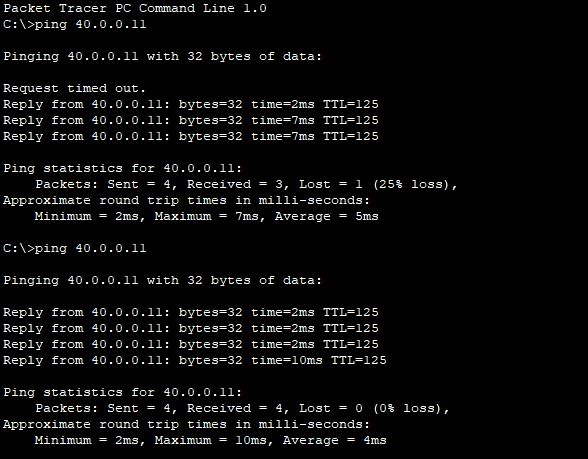 Packet Tracer PC Command Line 1.0
C:\>ping 40.0.0.11
Pinging 40.0.0.11 with 32 bytes of data:
Request timed out.
Reply from 40.0.0.11: bytes=32 time=2ms TTL=125
Reply from 40.0.0.11: bytes=32 time=7ms TTL=125
Reply from 40.0.0.11: bytes=32 time=7ms TTL=125
Ping statistics for 40.0.0.11:
    Packets: Sent = 4, Received = 3, Lost = 1 (25% loss),
Approximate round trip times in milli-seconds:
    Minimum = 2ms, Maximum = 7ms, Average = 5ms
C:\>ping 40.0.0.11
Pinging 40.0.0.11 with 32 bytes of data:
Reply from 40.0.0.11: bytes=32 time=2ms TTL=125
Reply from 40.0.0.11: bytes=32 time=2ms TTL=125
Reply from 40.0.0.11: bytes=32 time=2ms TTL=125
Reply from 40.0.0.11: bytes=32 time=10ms TTL=125
Ping statistics for 40.0.0.11:
    Packets: Sent = 4, Received = 4, Lost = 0 (0% loss),
Approximate round trip times in milli-seconds:
    Minimum = 2ms, Maximum = 10ms, Average = 4ms